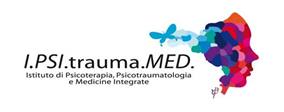 I.PSI.trauma.MED.
Istituto di Psicoterapia, Psicotraumatologia
e Medicine Integrate